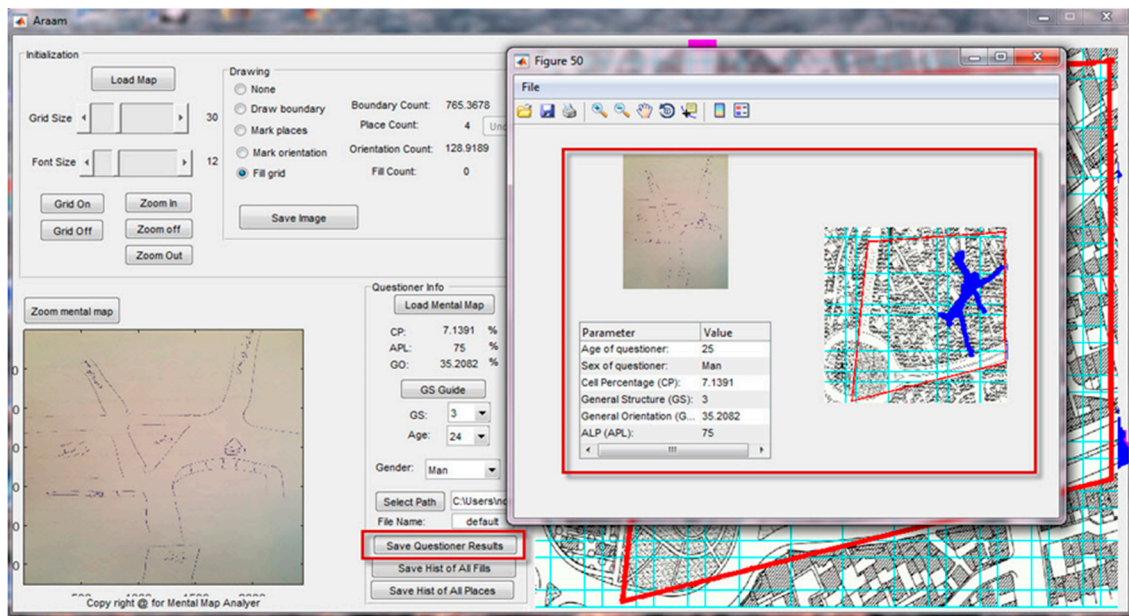 Araam
Initialization
Load Map
Grid Size
30
Font Size
12
Grid On
Zoom In
Grid Off
Zoom off
Zoom Out
Drawing
None
Draw boundary
Mark places
Mark orientation
Fill grid
Boundary Count: 765.3678
Place Count: 4
Orientation Count: 128.9189
Fill Count: 0
Save Image
Zoom mental map
Copy right @ for Mental Map Analyer
Questioner Info
Load Mental Map
CP: 7.1391 %
APL: 75 %
GO: 35.2082 %
GS Guide
GS: 3
Age: 24
Gender: Man
Select Path
File Name: default
Save Questioner Results
Save Hist of All Fills
Save Hist of All Places
Figure 50
File
Parameter Value
Age of questioner: 25
Sex of questioner: Man
Cell Percentage (CP): 7.1391
General Structure (GS): 3
General Orientation (G... 35.2082
ALP (APL): 75